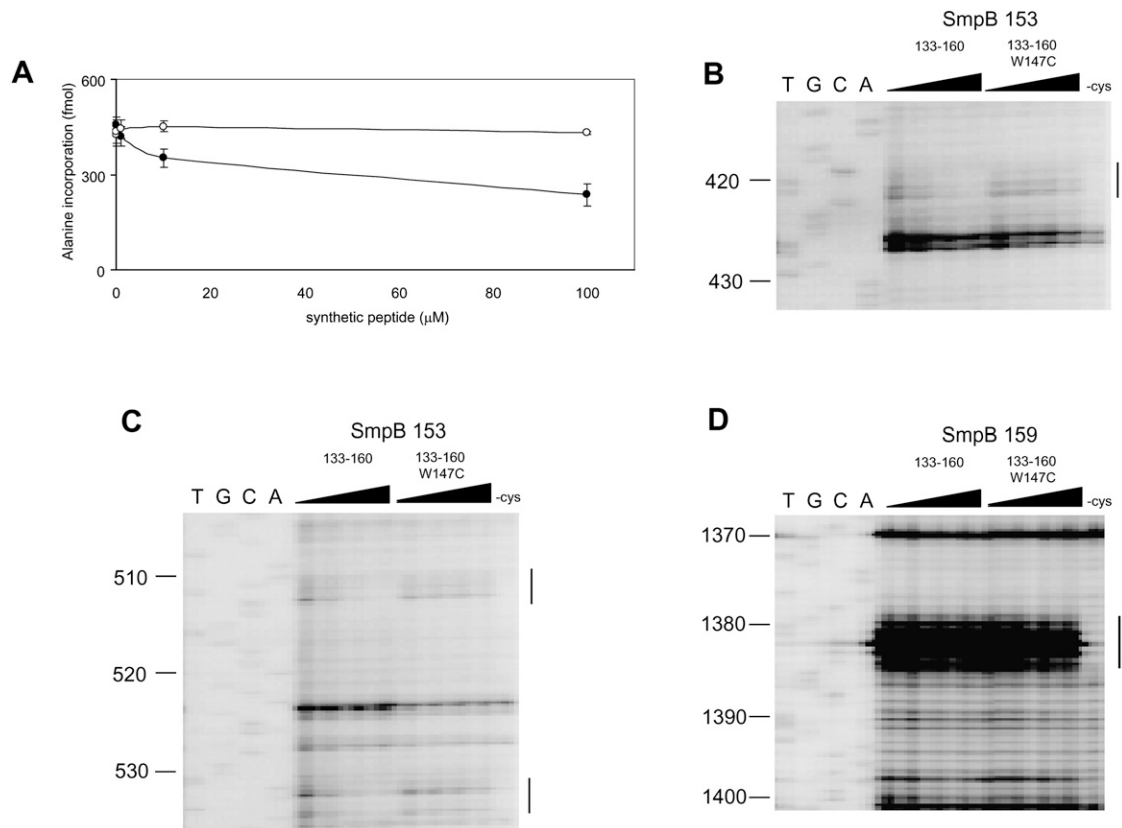 A
600
300
0
Alanine incorporation (fmol)
0 20 40 60 80 100
synthetic peptide (μM)
B
SmpB 153
133-160 133-160
W147C
T G C A -cys
420
430
C
SmpB 153
133-160 133-160
W147C
T G C A -cys
510
520
530
D
SmpB 159
133-160 133-160
W147C
T G C A -cys
1370
1380
1390
1400